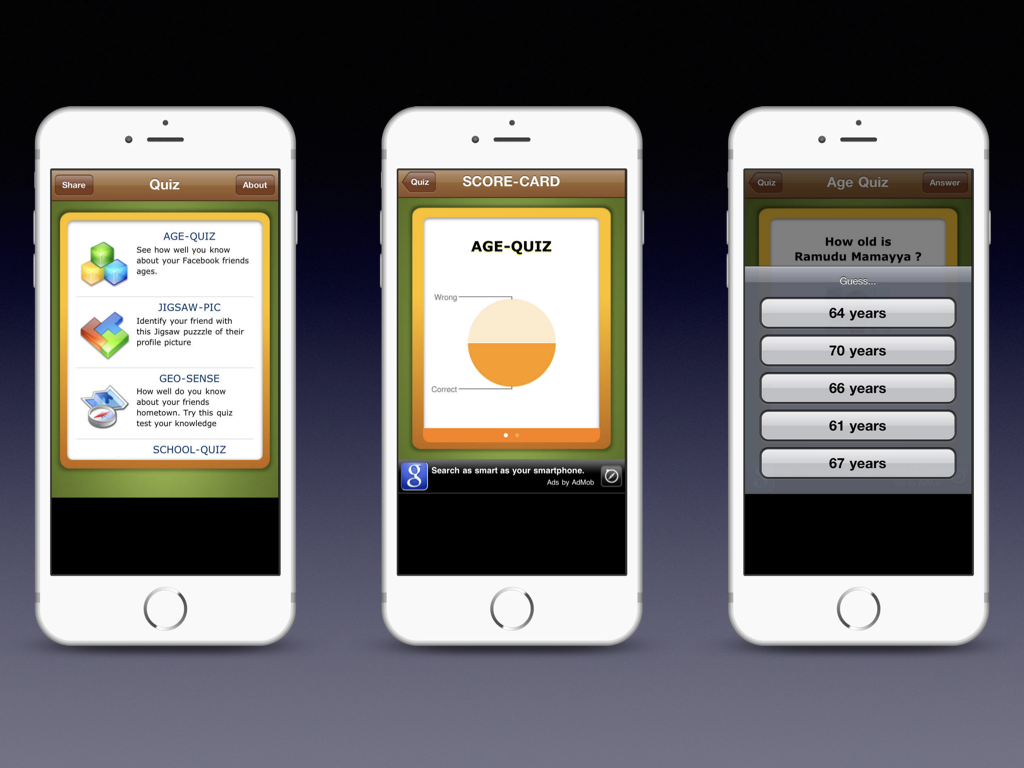 Share
Quiz
About
AGE-QUIZ
See how well you know
about your Facebook friends
ages.
JIGSAW-PIC
Identify your friend with
this Jigsaw puzzzle of their
profile picture
GEO-SENSE
How well do you know
about your friends
hometown. Try this quiz
test your knowledge
SCHOOL-QUIZ
Quiz
SCORE-CARD
AGE-QUIZ
Wrong
Correct
g
Search as smart as your smartphone.
Ads by AdMob
Quiz
Age Quiz
Answer
How old is
Ramudu Mamayya ?
Guess...
64 years
70 years
66 years
61 years
67 years